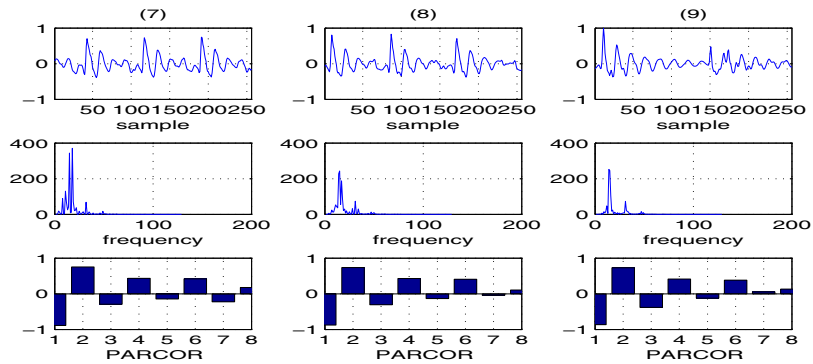 (7) (8) (9)
1 1 1
0 0 0
−1 −1 −1
50 100150200250 50 100150200250 50 100150200250
sample sample sample
400 400 400
200 200 200
0 0 0
0 100 200 0 100 200 0 100 200
frequency frequency frequency
1 1 1
0 0 0
−1 −1 −1
1 2 3 4 5 6 7 8 1 2 3 4 5 6 7 8 1 2 3 4 5 6 7 8
PARCOR PARCOR PARCOR